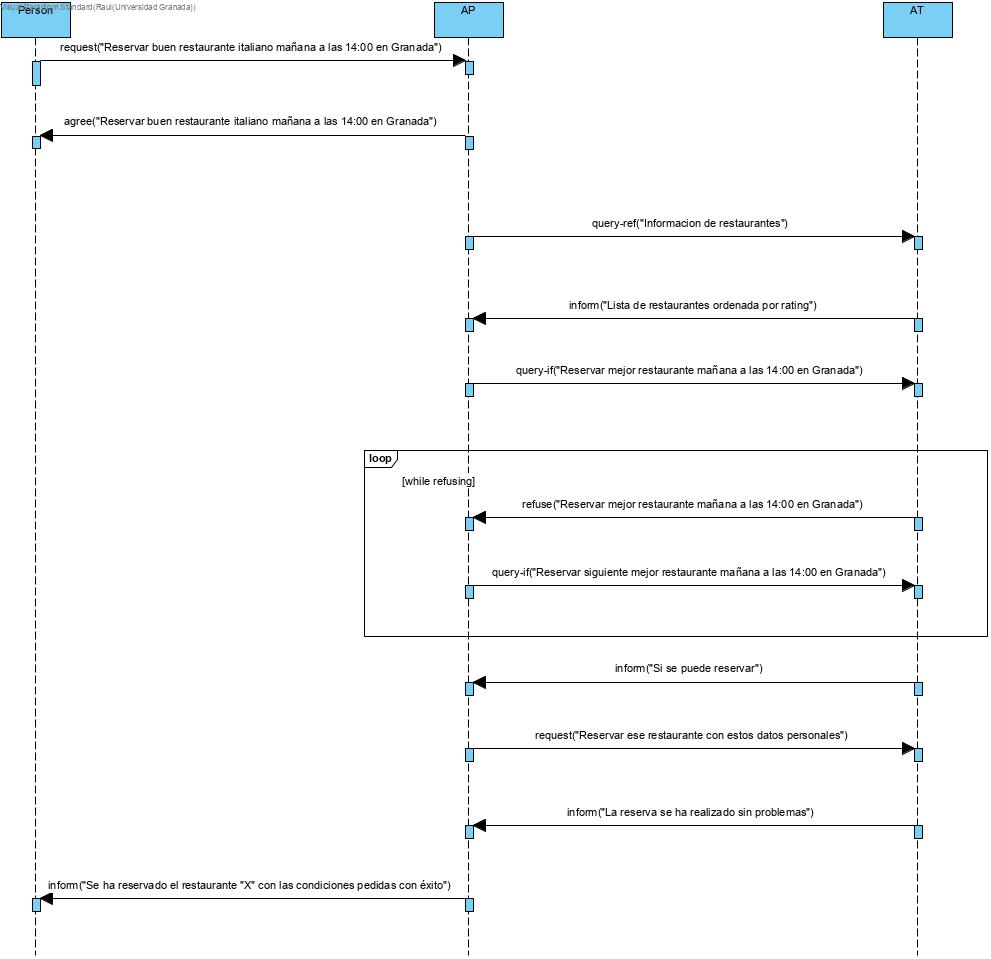 Visual Paradigm Standard(Raul(Universidad Granada))
Person
AP
AT
request("Reservar buen restaurante italiano mañana a las 14:00 en Granada")
agree("Reservar buen restaurante italiano mañana a las 14:00 en Granada")
query-ref("Informacion de restaurantes")
inform("Lista de restaurantes ordenada por rating")
query-if("Reservar mejor restaurante mañana a las 14:00 en Granada")
loop
[while refusing]
refuse("Reservar mejor restaurante mañana a las 14:00 en Granada")
query-if("Reservar siguiente mejor restaurante mañana a las 14:00 en Granada")
inform("Si se puede reservar")
request("Reservar ese restaurante con estos datos personales")
inform("La reserva se ha realizado sin problemas")
inform("Se ha reservado el restaurante "X" con las condiciones pedidas con éxito")